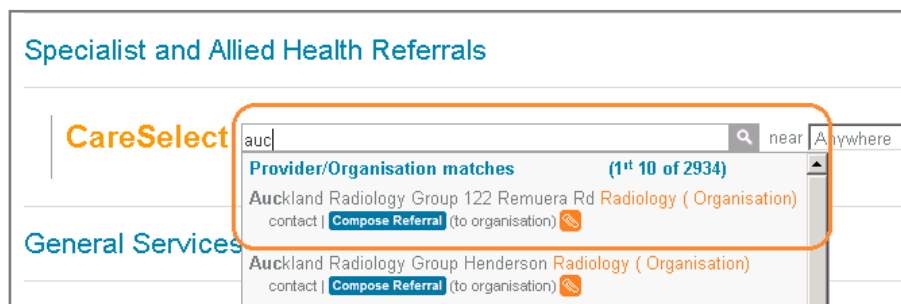 Specialist and Allied Health Referrals
CareSelect auc near Anywhere
Provider/Organisation matches (1st 10 of 2934)
Auckland Radiology Group 122 Remuera Rd Radiology ( Organisation)
contact | Compose Referral (to organisation)
General Services
Auckland Radiology Group Henderson Radiology ( Organisation)
contact | Compose Referral (to organisation)